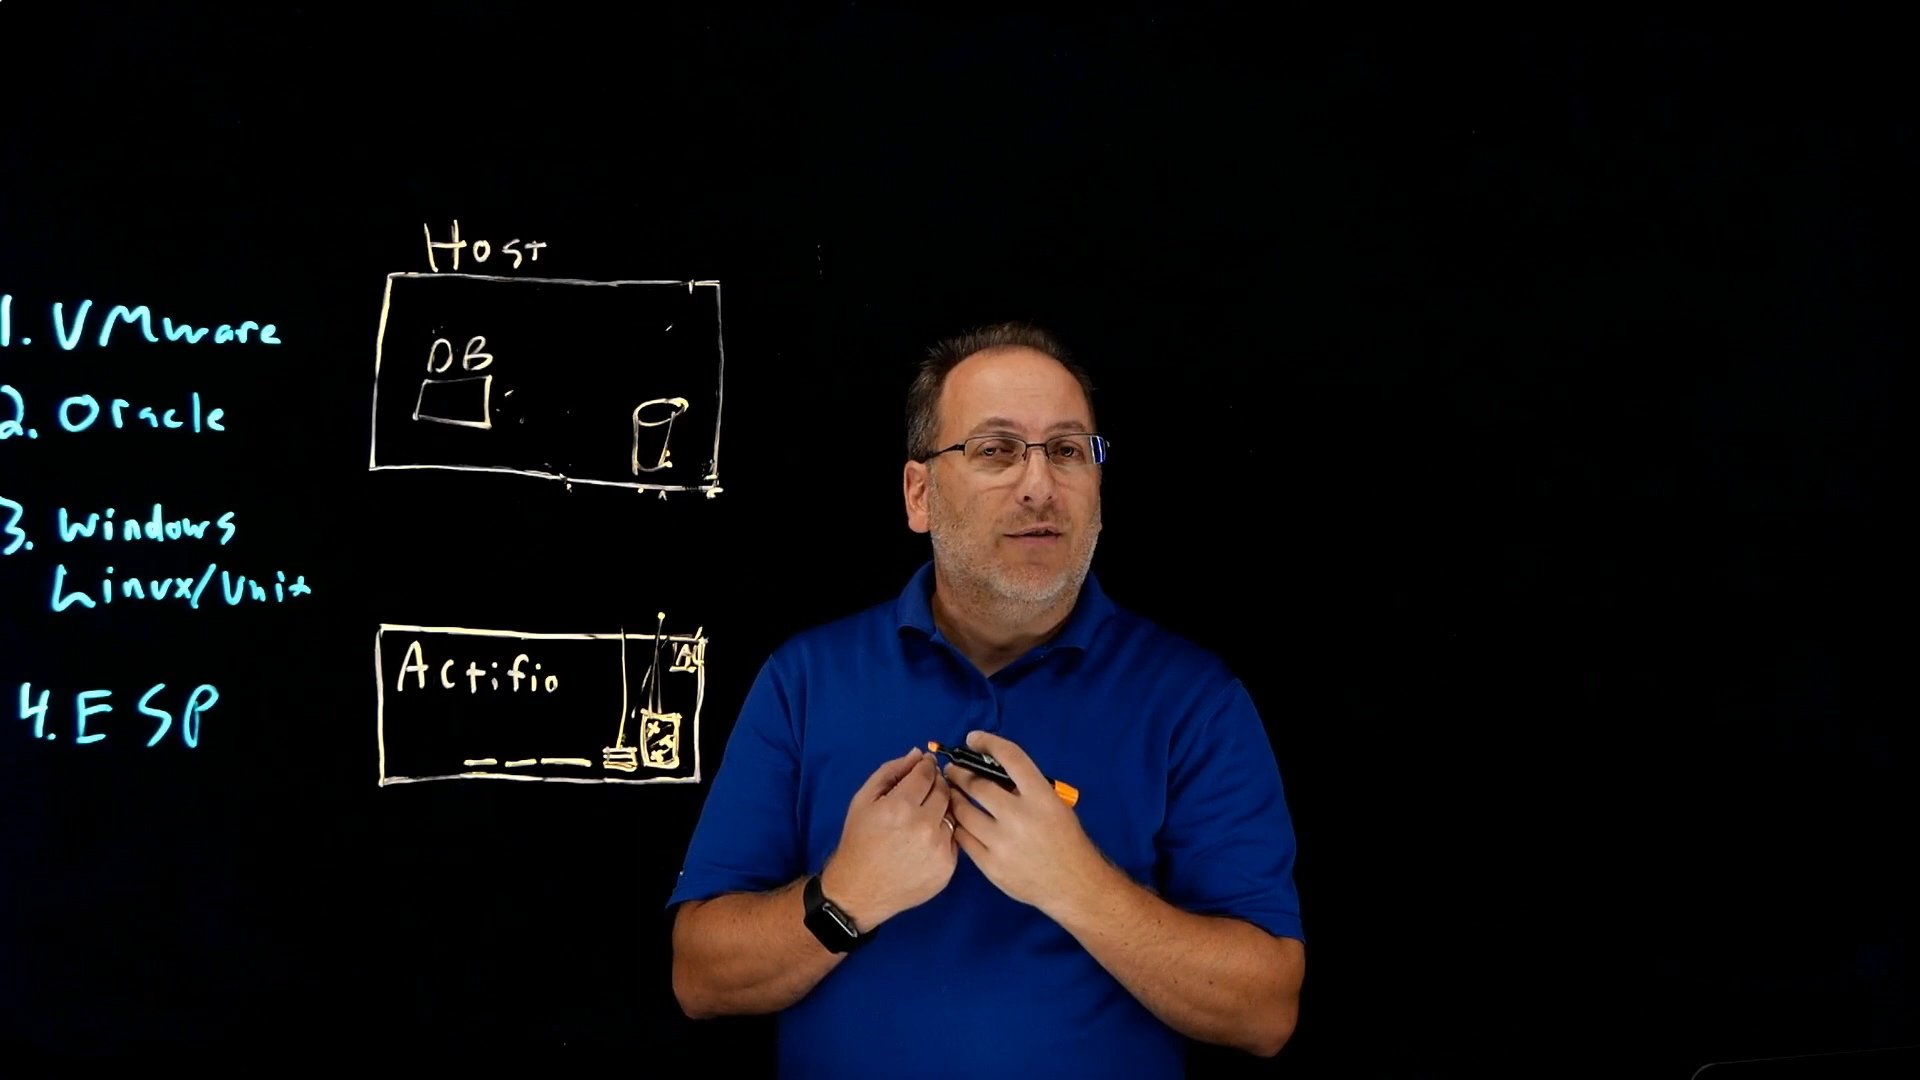 1. VMware
2. Oracle
3. Windows
Linux/Unix
4. ESP
Host
DB
Actifio